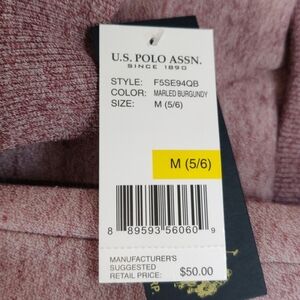 U.S. POLO ASSN.
SINCE 1890
STYLE: F5SE94QB
COLOR: MARLED BURGUNDY
SIZE: M (5/6)
M (5/6)
8 89593 56060 9
MANUFACTURER'S
SUGGESTED
RETAIL PRICE: $50.00